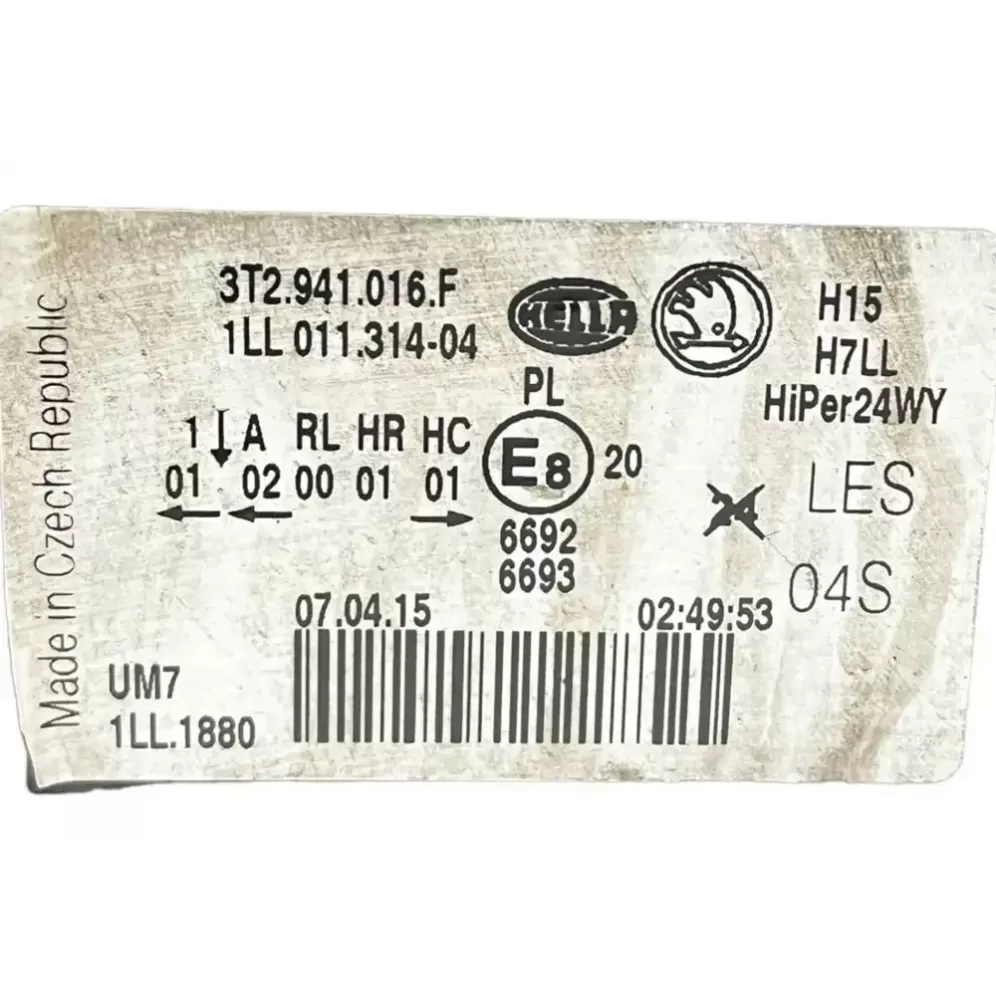 Made in Czech Republic
3T2.941.016.F
1LL 011.314-04
HELLA
H15
H7LL
HiPer24WY
PL
1 A RL HR HC
01 02 00 01 01
E8 20
6692
6693
24
LES
04S
07.04.15 02:49:53
UM7
1LL.1880